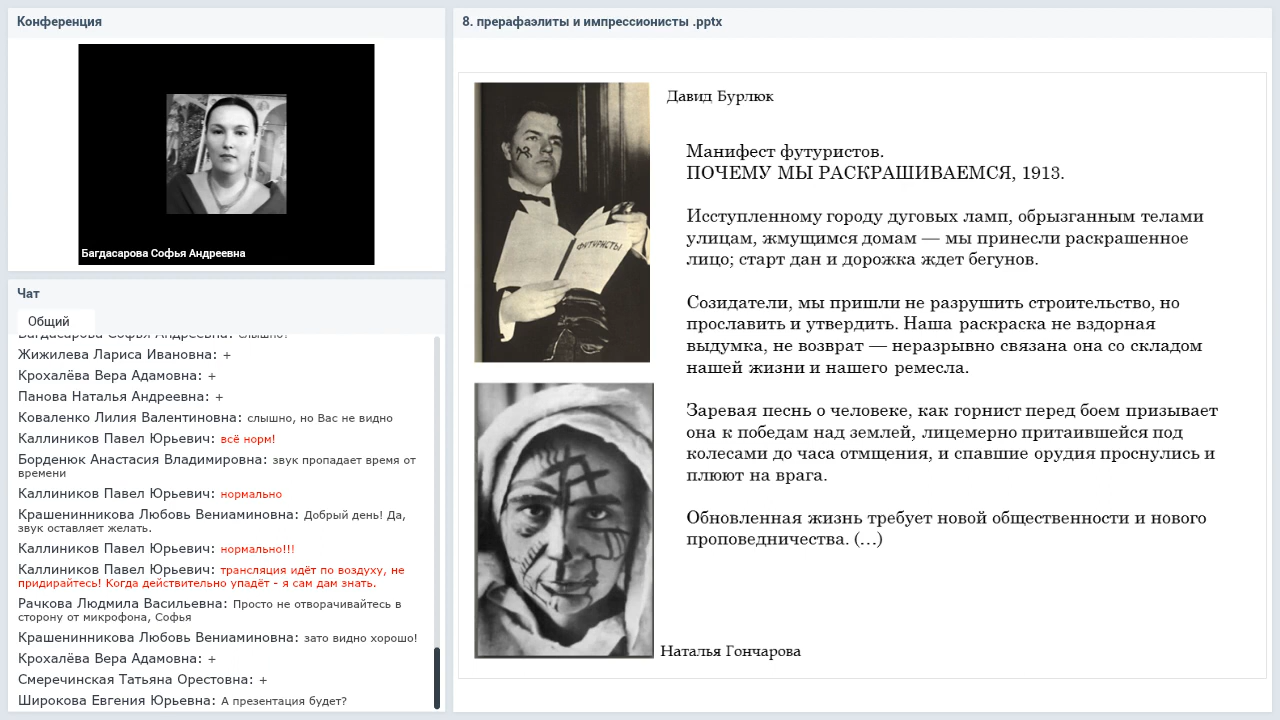 Конференция
Багдасарова Софья Андреевна
Чат
Общий
Багдасарова Софья Андреевна: слышно?
Жижилева Лариса Ивановна: +
Крохалёва Вера Адамовна: +
Панова Наталья Андреевна: +
Коваленко Лилия Валентиновна: слышно, но Вас не видно
Каллиников Павел Юрьевич: всё норм!
Борденюк Анастасия Владимировна: звук пропадает время от
времени
Каллиников Павел Юрьевич: нормально
Крашенинникова Любовь Вениаминовна: Добрый день! Да,
звук оставляет желать.
Каллиников Павел Юрьевич: нормально!!!
Каллиников Павел Юрьевич: трансляция идёт по воздуху, не
придирайтесь! Когда действительно упадёт - я сам дам знать.
Рачкова Людмила Васильевна: Просто не отворачивайтесь в
сторону от микрофона, Софья
Крашенинникова Любовь Вениаминовна: зато видно хорошо!
Крохалёва Вера Адамовна: +
Смеречинская Татьяна Орестовна: +
Широкова Евгения Юрьевна: А презентация будет?
8. прерафаэлиты и импрессионисты .pptx
Давид Бурлюк
ФУТУРИСТЫ
Манифест футуристов.
ПОЧЕМУ МЫ РАСКРАШИВАЕМСЯ, 1913.
Исступленному городу дуговых ламп, обрызганным телами
улицам, жмущимся домам — мы принесли раскрашенное
лицо; старт дан и дорожка ждет бегунов.
Созидатели, мы пришли не разрушить строительство, но
прославить и утвердить. Наша раскраска не вздорная
выдумка, не возврат — неразрывно связана она со складом
нашей жизни и нашего ремесла.
Заревая песнь о человеке, как горнист перед боем призывает
она к победам над землей, лицемерно притаившейся под
колесами до часа отмщения, и спавшие орудия проснулись и
плюют на врага.
Обновленная жизнь требует новой общественности и нового
проповедничества. (…)
Наталья Гончарова